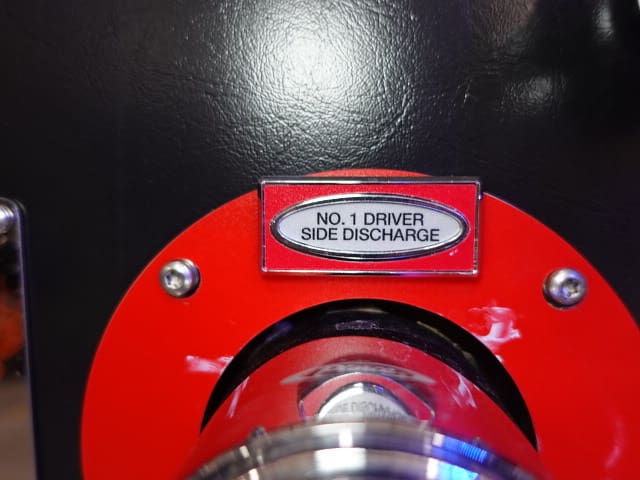 NO. 1 DRIVER
SIDE DISCHARGE